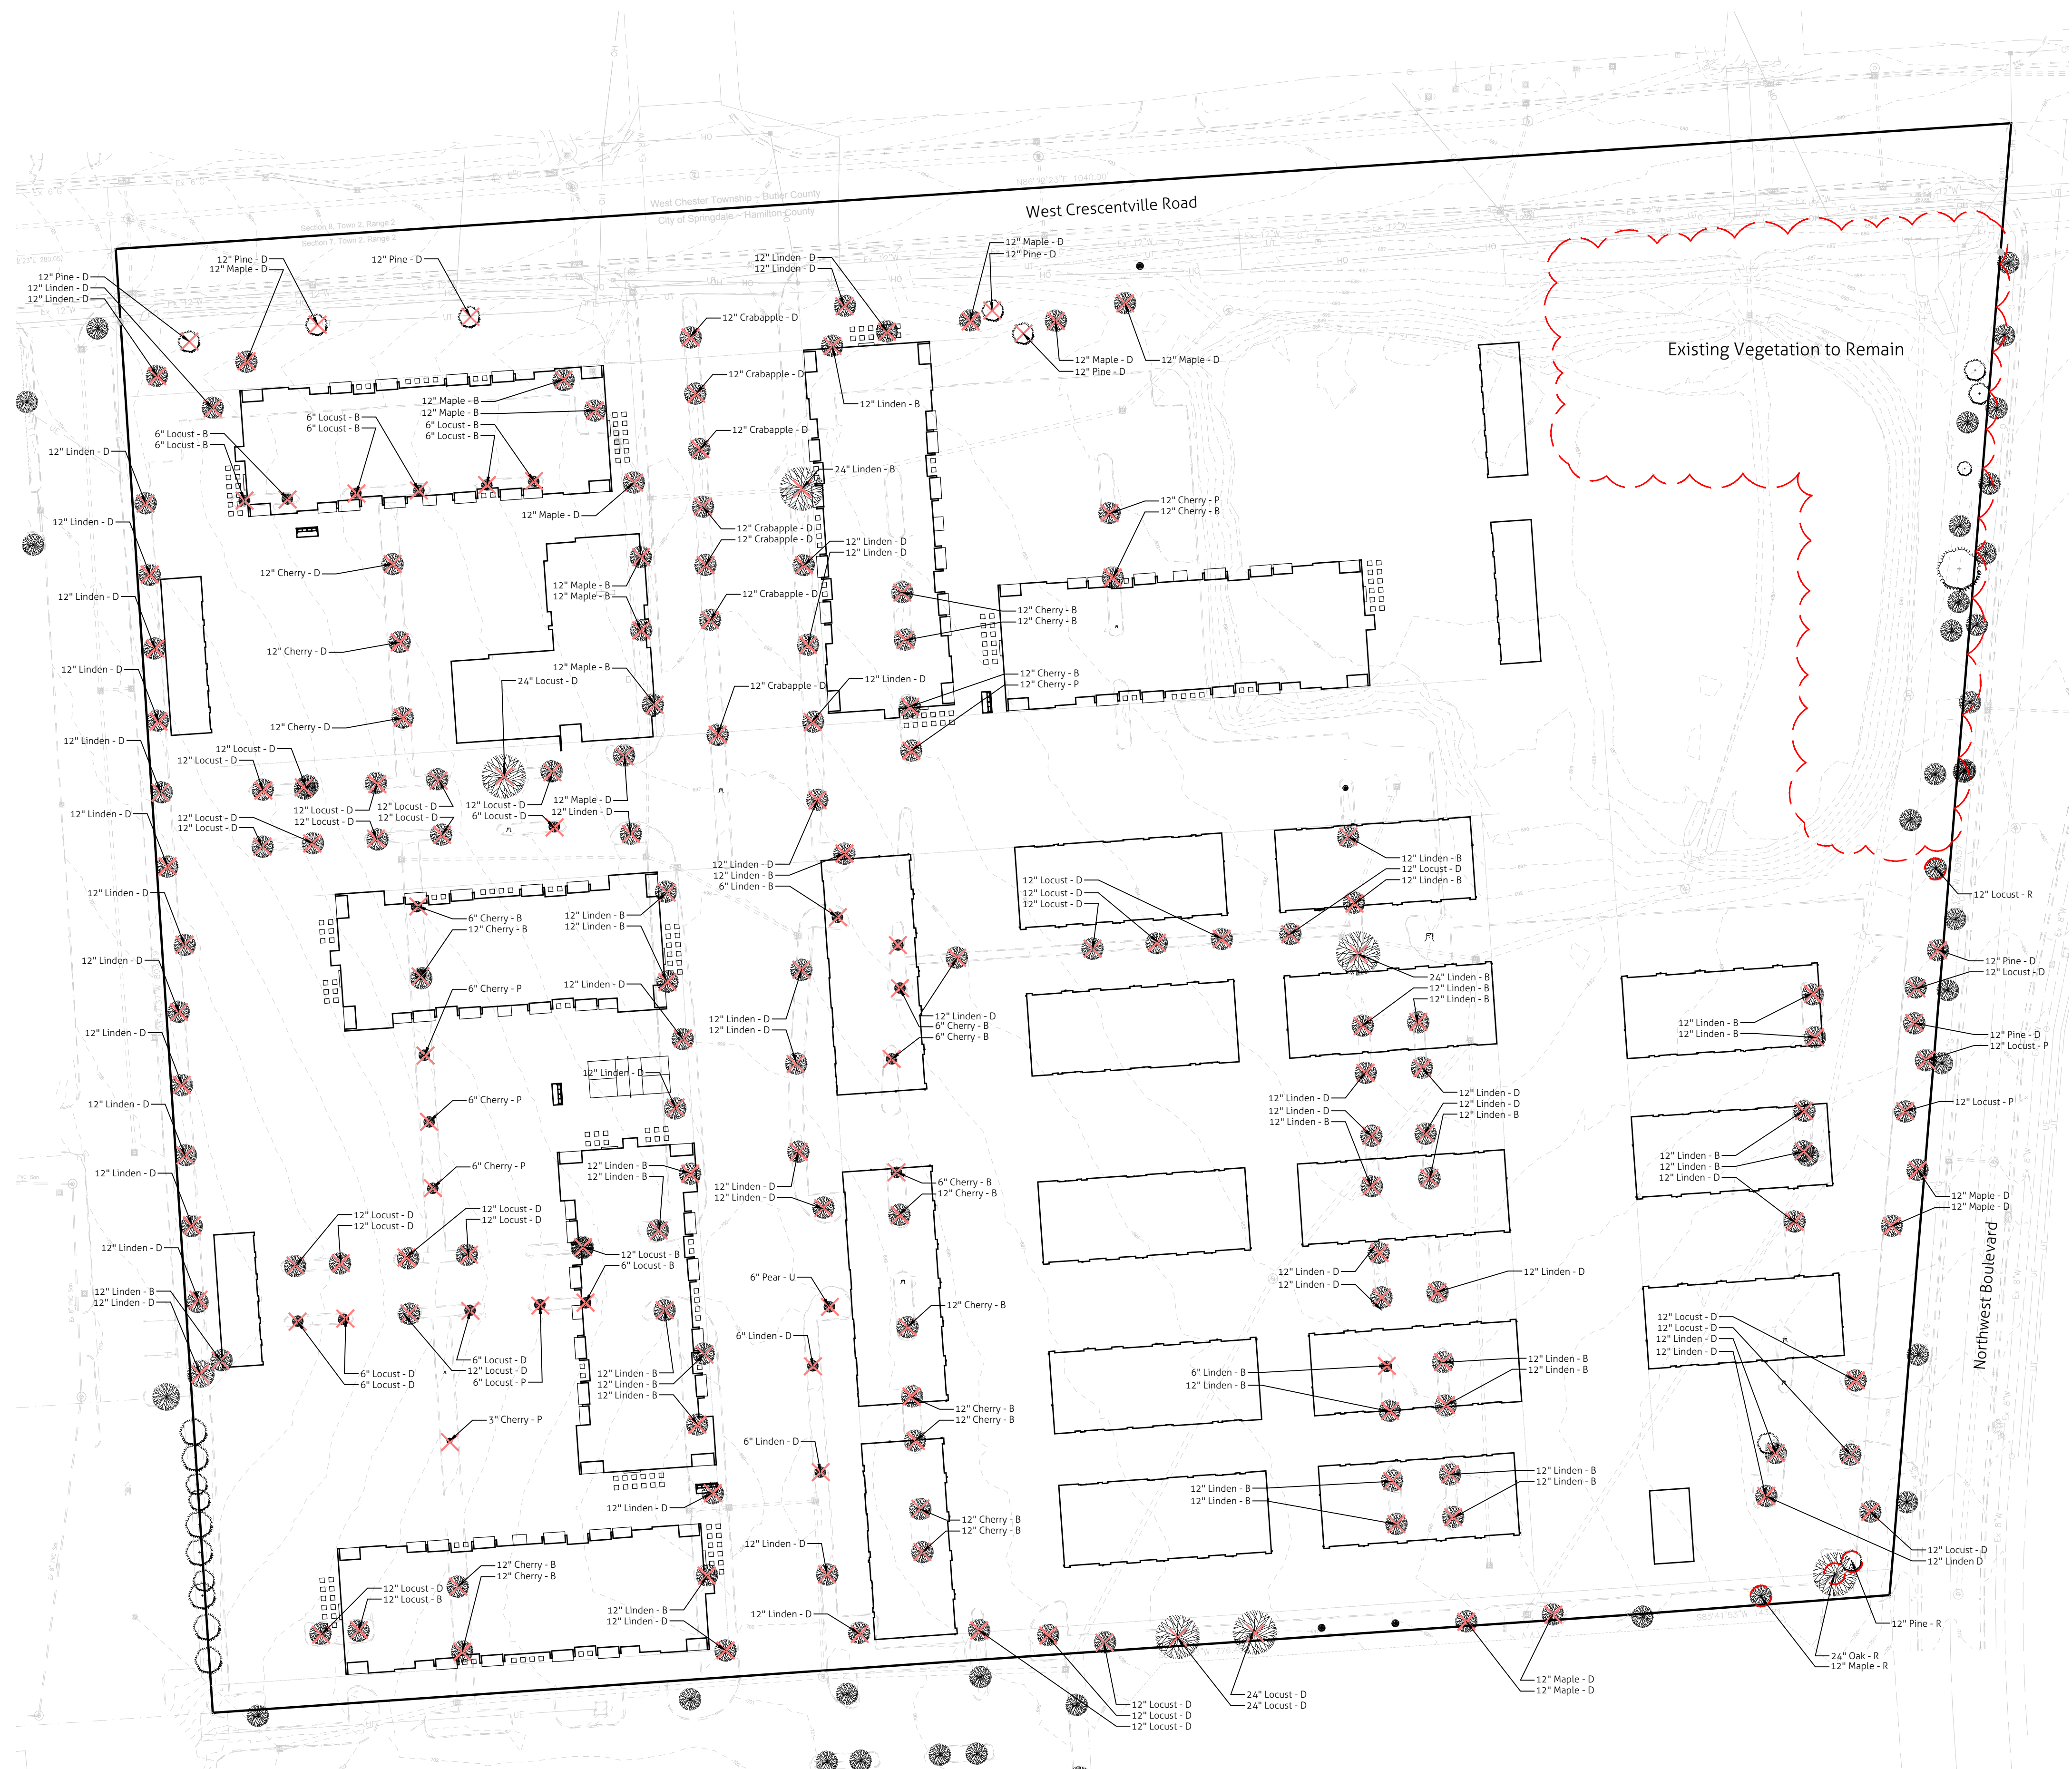 West Chester Township - Butler County
City of Springdale - Hamilton County
Section 8, Town 2, Range 2
Section 7, Town 2, Range 2
N86°10'23"E 1040.00'
West Crescentville Road
Existing Vegetation to Remain
Northwest Boulevard
12" Pine - D
12" Linden - D
12" Linden - D
12" Pine - D
12" Maple - D
12" Pine - D
12" Linden - D
12" Linden - D
12" Maple - D
12" Pine - D
12" Crabapple - D
12" Maple - D
12" Pine - D
12" Maple - D
12" Crabapple - D
12" Maple - B
12" Maple - B
12" Linden - B
6" Locust - B
6" Locust - B
6" Locust - B
6" Locust - B
6" Locust - B
6" Locust - B
12" Crabapple - D
12" Linden - D
24" Linden - B
12" Cherry - P
12" Cherry - B
12" Maple - D
12" Linden - D
12" Crabapple - D
12" Crabapple - D
12" Linden - D
12" Linden - D
12" Cherry - D
12" Maple - B
12" Maple - B
12" Crabapple - D
12" Linden - D
12" Cherry - B
12" Cherry - B
12" Cherry - D
12" Linden - D
12" Maple - B
24" Locust - D
12" Crabapple - D
12" Linden - D
12" Cherry - B
12" Cherry - P
12" Cherry - D
12" Linden - D
12" Locust - D
12" Locust - D
12" Locust - D
12" Locust - D
12" Locust - D
12" Maple - D
12" Linden - D
6" Locust - D
12" Linden - D
12" Locust - D
12" Locust - D
12" Locust - D
12" Locust - D
12" Linden - D
12" Linden - B
6" Linden - B
12" Linden - B
12" Locust - D
12" Linden - B
12" Locust - D
12" Locust - D
12" Locust - D
12" Locust - R
12" Linden - D
6" Cherry - B
12" Cherry - B
12" Linden - B
12" Linden - B
12" Linden - D
12" Pine - D
12" Locust - D
6" Cherry - P
12" Linden - D
24" Linden - B
12" Linden - B
12" Linden - B
12" Linden - D
12" Linden - D
12" Linden - D
12" Linden - D
6" Cherry - B
6" Cherry - B
12" Linden - B
12" Linden - B
12" Pine - D
12" Locust - P
12" Linden - D
12" Linden - D
6" Cherry - P
12" Linden - D
12" Linden - D
12" Linden - B
12" Linden - D
12" Linden - D
12" Linden - B
12" Locust - P
12" Linden - D
6" Cherry - P
12" Linden - B
12" Linden - B
12" Linden - D
12" Linden - D
6" Cherry - B
12" Cherry - B
12" Linden - B
12" Linden - B
12" Linden - D
12" Maple - D
12" Maple - D
12" Locust - D
12" Locust - D
12" Locust - D
12" Locust - D
12" Linden - D
12" Locust - B
6" Locust - B
6" Pear - U
12" Linden - D
12" Linden - D
12" Linden - D
12" Linden - B
12" Linden - D
12" Cherry - B
6" Linden - D
12" Locust - D
12" Locust - D
12" Linden - D
12" Linden - D
6" Locust - D
12" Locust - D
6" Locust - P
6" Locust - D
6" Locust - D
12" Linden - B
12" Linden - B
12" Linden - B
6" Linden - B
12" Linden - B
12" Linden - B
12" Linden - B
3" Cherry - P
12" Cherry - B
12" Cherry - B
6" Linden - D
12" Linden - B
12" Linden - B
12" Linden - B
12" Linden - B
12" Linden - D
12" Cherry - B
12" Cherry - B
12" Linden - D
12" Locust - D
12" Linden D
12" Cherry - B
12" Cherry - B
12" Locust - D
12" Locust - B
12" Linden - B
12" Linden - D
12" Linden - D
12" Pine - R
24" Oak - R
12" Maple - R
12" Maple - D
12" Maple - D
24" Locust - D
24" Locust - D
12" Locust - D
12" Locust - D
12" Locust - D